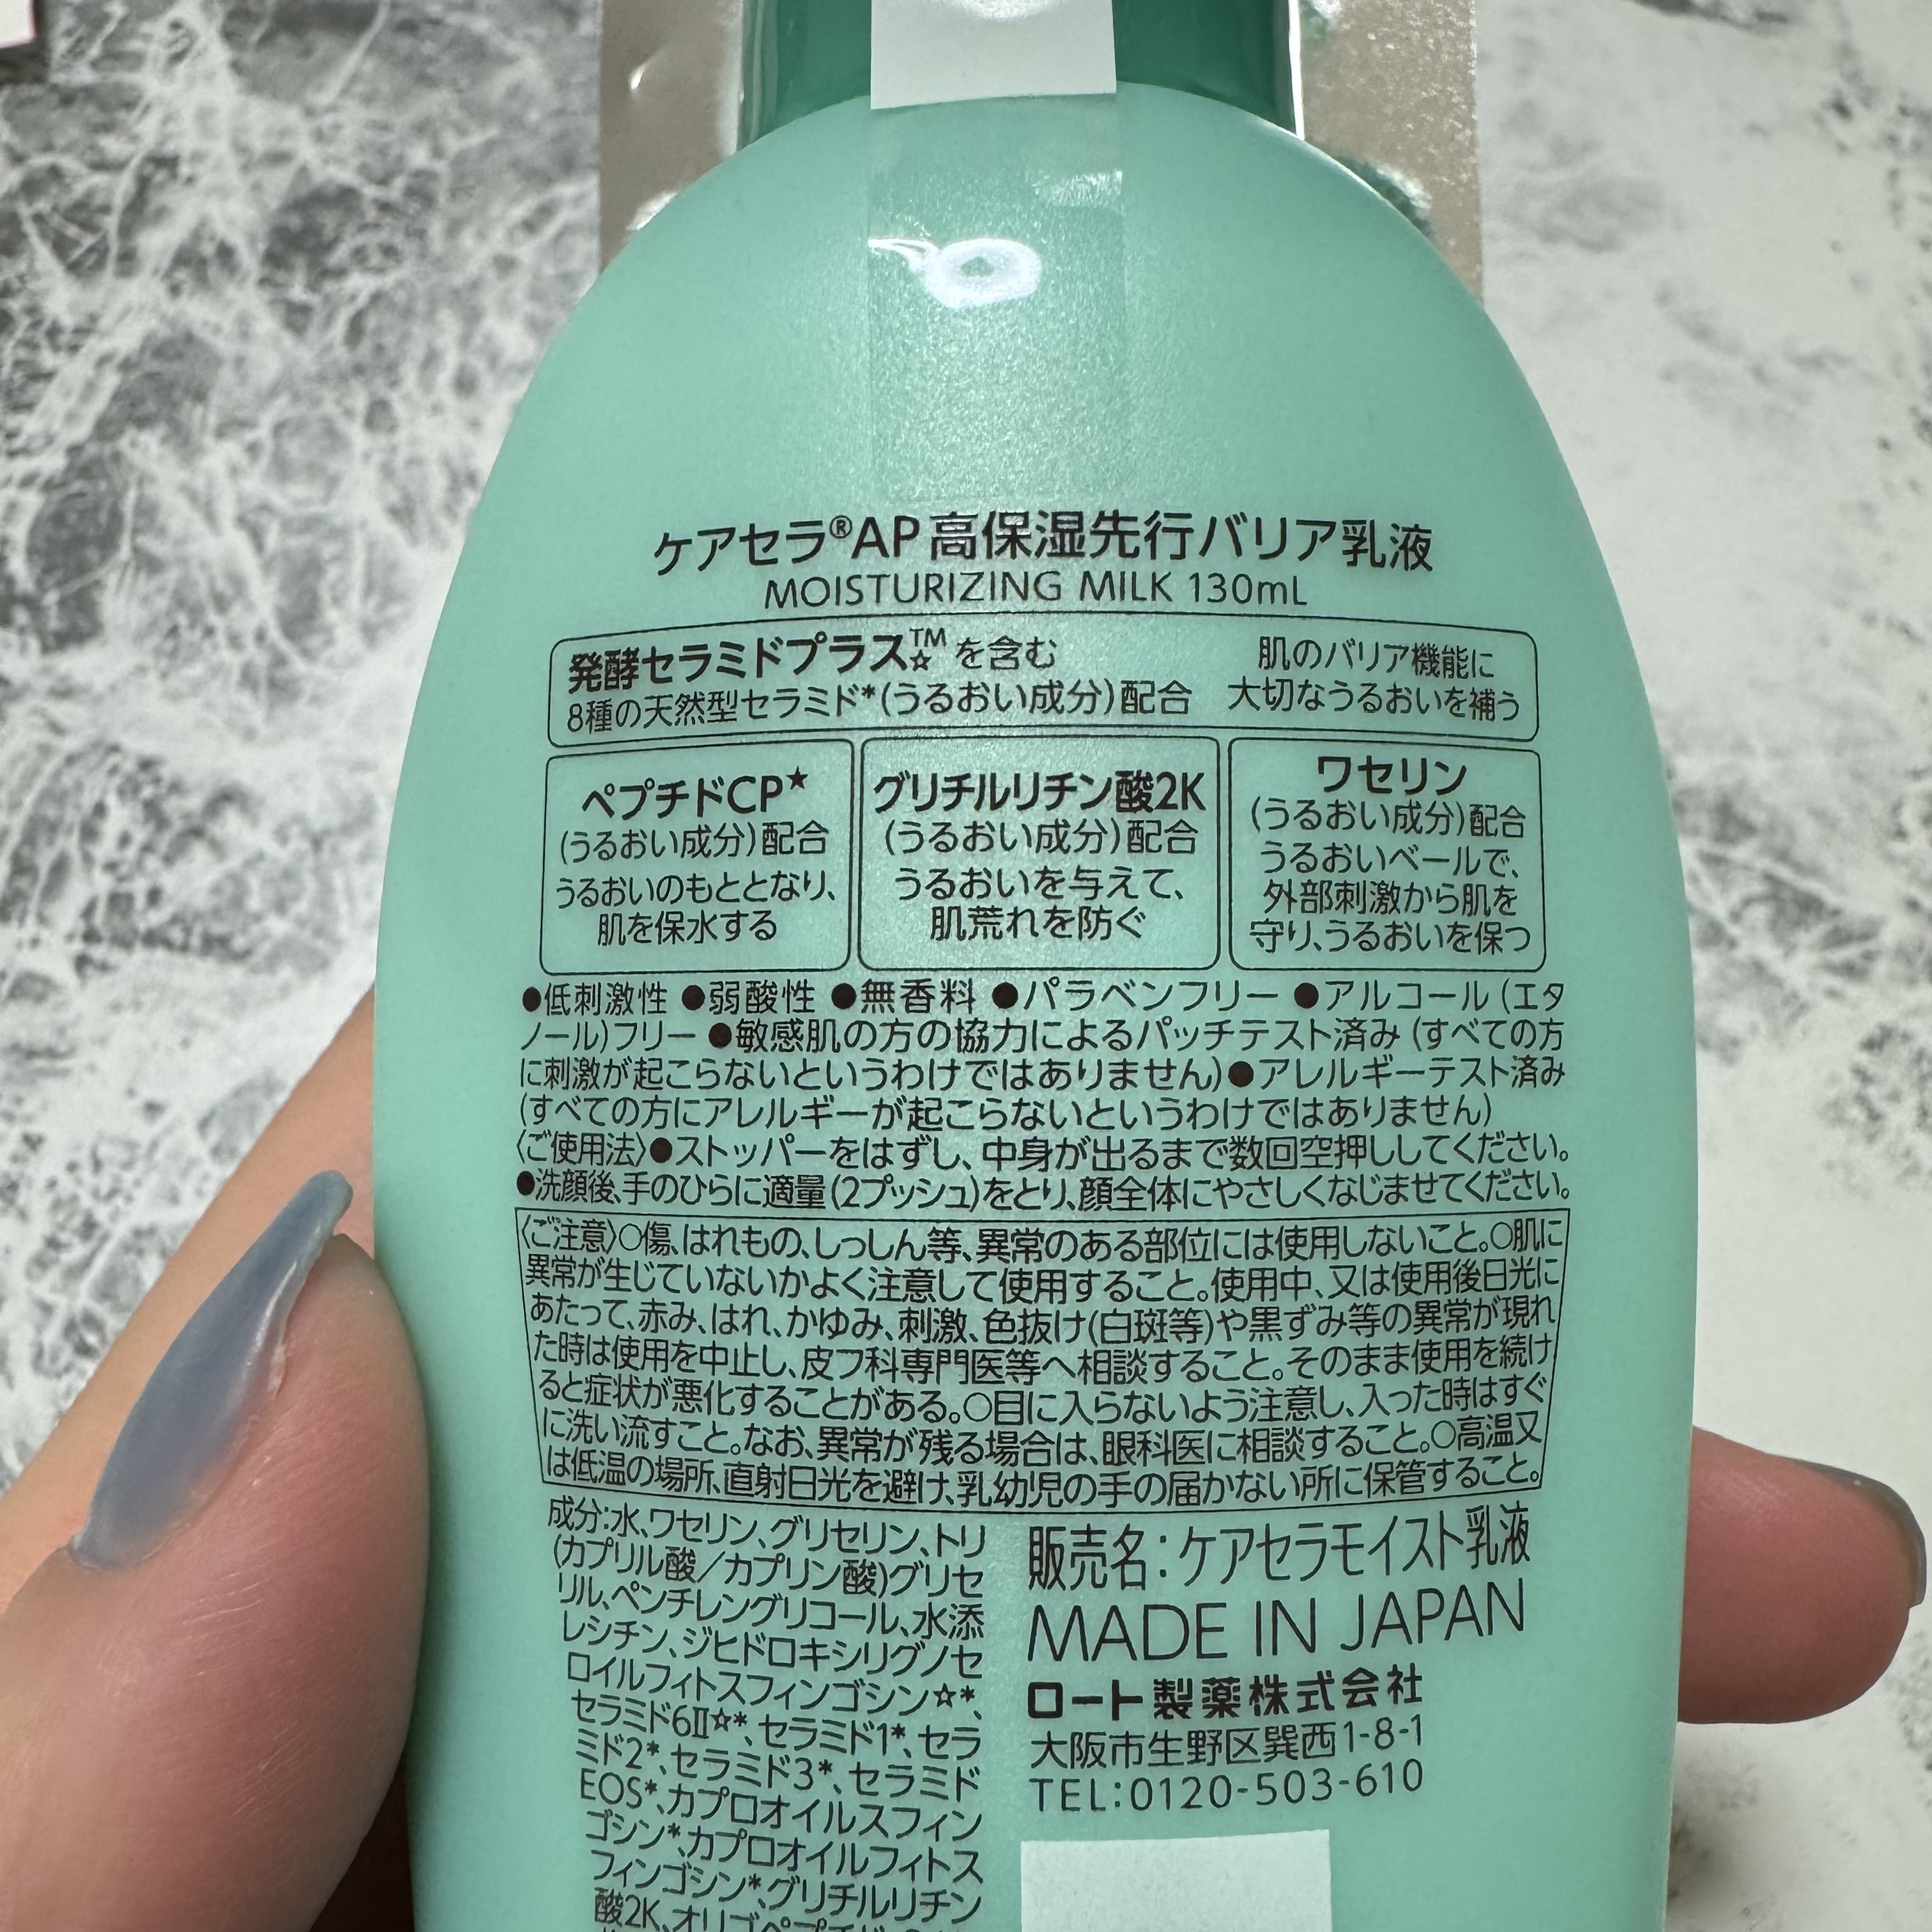 ケアセラ®AP高保湿先行バリア乳液
MOISTURIZING MILK 130mL
発酵セラミドプラス™☆を含む
8種の天然型セラミド*(うるおい成分)配合
肌のバリア機能に
大切なうるおいを補う
ペプチドCP★
(うるおい成分)配合
うるおいのもととなり、
肌を保水する
グリチルリチン酸2K
(うるおい成分)配合
うるおいを与えて、
肌荒れを防ぐ
ワセリン
(うるおい成分)配合
うるおいベールで、
外部刺激から肌を
守り、うるおいを保つ
●低刺激性 ●弱酸性 ●無香料 ●パラベンフリー ●アルコール(エタ
ノール)フリー ●敏感肌の方の協力によるパッチテスト済み(すべての方
に刺激が起こらないというわけではありません)●アレルギーテスト済み
(すべての方にアレルギーが起こらないというわけではありません)
〈ご使用法〉●ストッパーをはずし、中身が出るまで数回空押ししてください。
●洗顔後、手のひらに適量(2プッシュ)をとり、顔全体にやさしくなじませてください。
〈ご注意〉○傷、はれもの、しっしん等、異常のある部位には使用しないこと。○肌に
異常が生じていないかよく注意して使用すること。使用中、又は使用後日光に
あたって、赤み、はれ、かゆみ、刺激、色抜け(白斑等)や黒ずみ等の異常が現れ
た時は使用を中止し、皮フ科専門医等へ相談すること。そのまま使用を続け
ると症状が悪化することがある。○目に入らないよう注意し、入った時はすぐ
に洗い流すこと。なお、異常が残る場合は、眼科医に相談すること。○高温又
は低温の場所、直射日光を避け、乳幼児の手の届かない所に保管すること。
成分:水、ワセリン、グリセリン、トリ
(カプリル酸/カプリン酸)グリセ
リル、ペンチレングリコール、水添
レシチン、ジヒドロキシリグノセ
ロイルフィトスフィンゴシン☆*、
セラミド6Ⅱ☆*、セラミド1*、セラ
ミド2*、セラミド3*、セラミド
EOS*、カプロオイルスフィン
ゴシン*、カプロオイルフィトス
フィンゴシン*、グリチルリチン
酸2K、オリゴペプチド
販売名:ケアセラモイスト乳液
MADE IN JAPAN
ロート製薬株式会社
大阪市生野区巽西1-8-1
TEL:0120-503-610